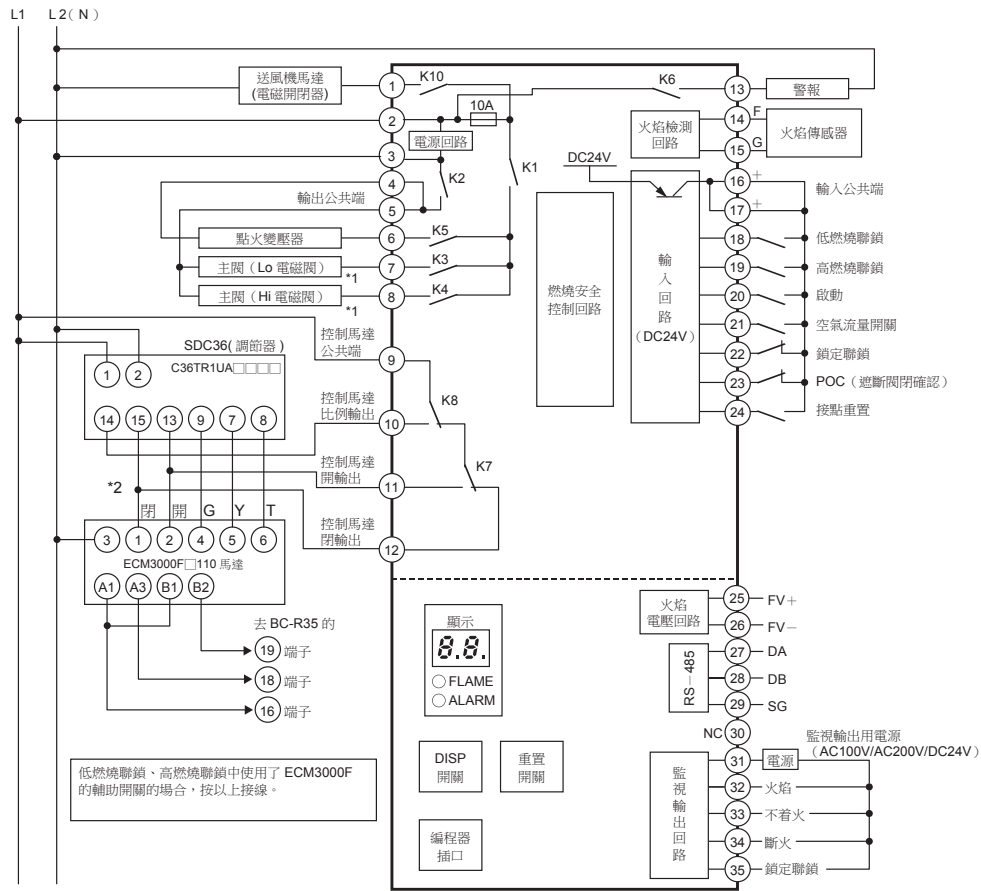 L1
L2(N)
送風機馬達
(電磁開閉器)
1
K10
K6
13
警報
2
10A
14
F
火焰檢測
回路
火焰傳感器
電源回路
15
G
3
DC24V
K1
16
+
輸入公共端
4
K2
17
+
輸出公共端
5
點火變壓器
6
K5
18
低燃燒聯鎖
主閥(Lo 電磁閥)
*1
7
K3
19
高燃燒聯鎖
主閥(Hi 電磁閥)
*1
8
K4
20
啟動
燃燒安全
控制回路
輸
入
回
路
(DC24V)
21
空氣流量開關
22
鎖定聯鎖
23
POC(遮斷閥閉確認)
24
接點重置
控制馬達
公共端
9
SDC36(調節器)
C36TR1UA□□□□
1
2
K8
14
15
13
9
7
8
控制馬達
比例輸出
10
K7
控制馬達
開輸出
11
*2
閉
開
G
Y
T
控制馬達
閉輸出
12
3
1
2
4
5
6
ECM3000F□110 馬達
A1
A3
B1
B2
去 BC-R35 的
19
端子
18
端子
16
端子
顯示
8.8.
FLAME
ALARM
火焰
電壓回路
25
FV+
26
FV−
RS−485
27
DA
28
DB
29
SG
NC
30
監視輸出用電源
(AC100V/AC200V/DC24V)
DISP
開關
重置
開關
監
視
輸
出
回
路
31
電源
32
火焰
33
不着火
34
斷火
35
鎖定聯鎖
低燃燒聯鎖、高燃燒聯鎖中使用了 ECM3000F
的輔助開關的場合,按以上接線。
編程器
插口